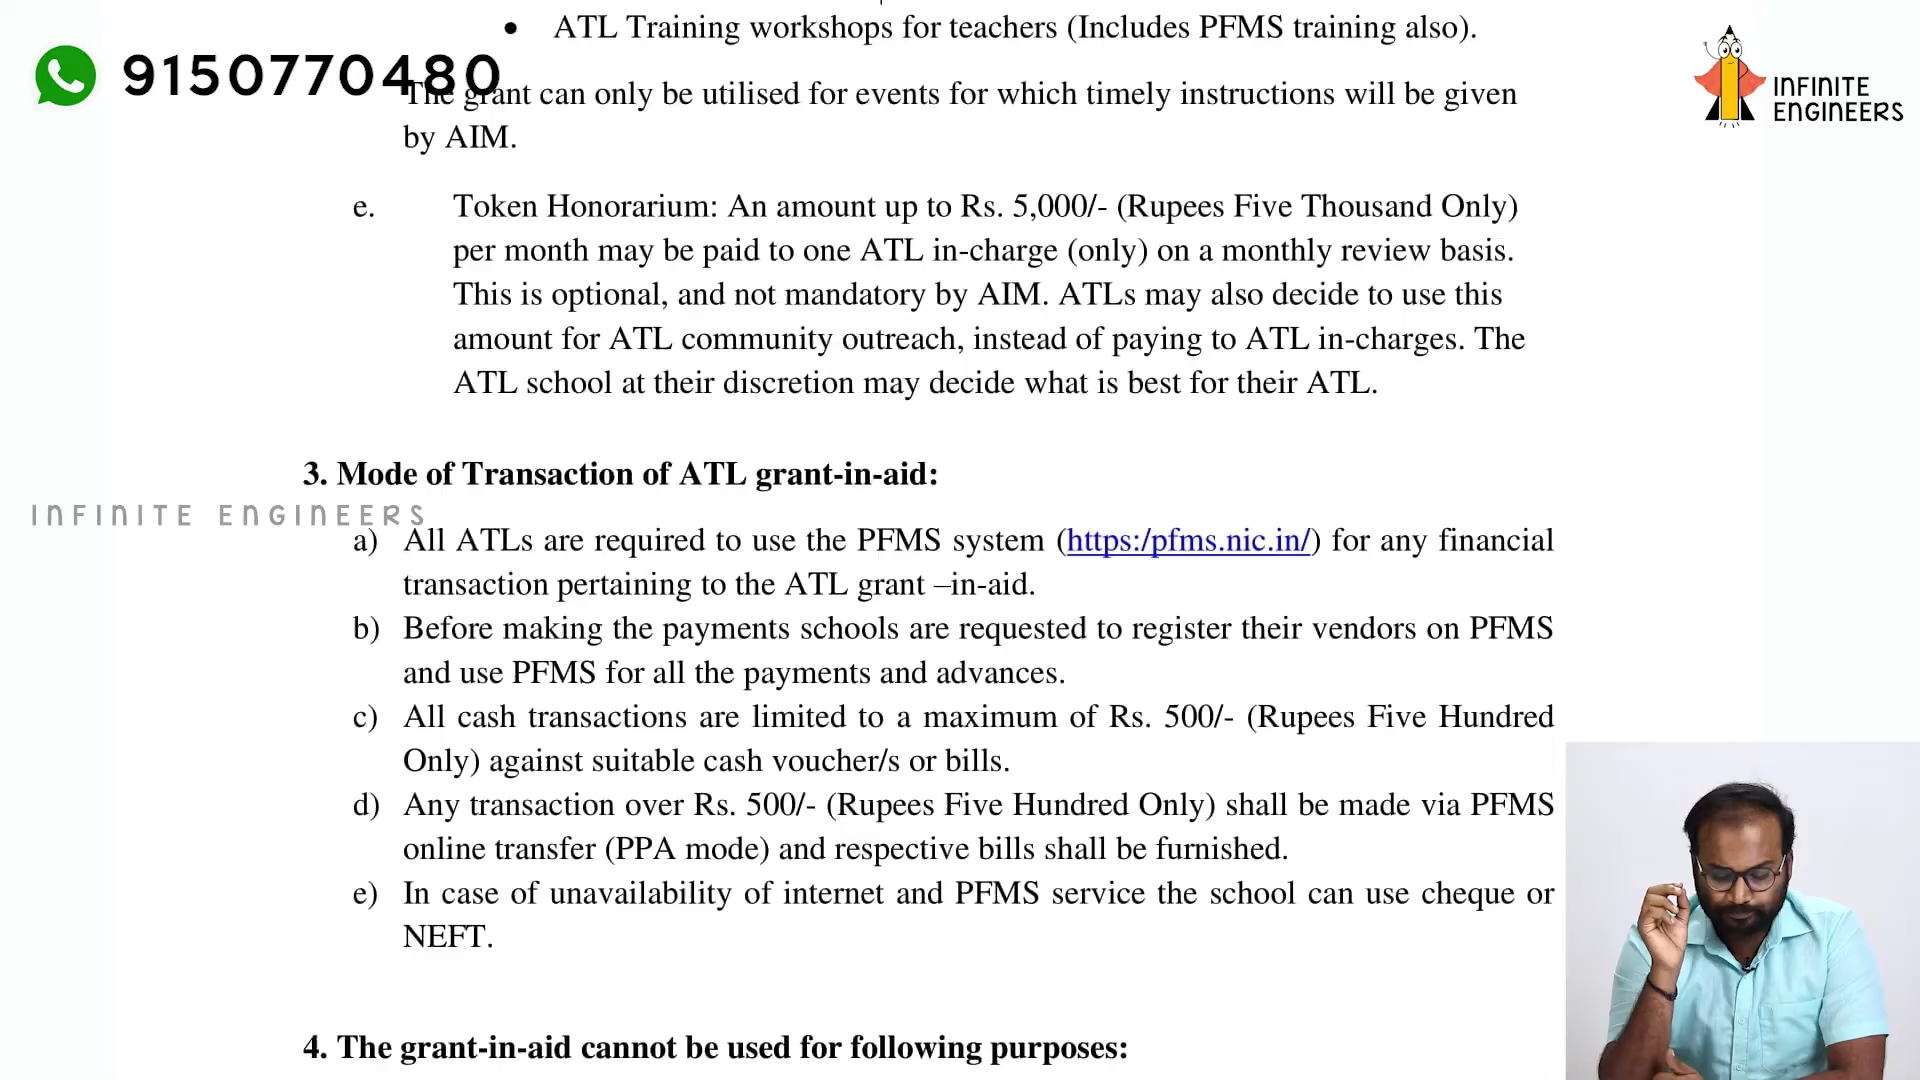 • ATL Training workshops for teachers (Includes PFMS training also).
9150770480
The grant can only be utilised for events for which timely instructions will be given
by AIM.
INFINITE
ENGINEERS
e. Token Honorarium: An amount up to Rs. 5,000/- (Rupees Five Thousand Only)
per month may be paid to one ATL in-charge (only) on a monthly review basis.
This is optional, and not mandatory by AIM. ATLs may also decide to use this
amount for ATL community outreach, instead of paying to ATL in-charges. The
ATL school at their discretion may decide what is best for their ATL.
3. Mode of Transaction of ATL grant-in-aid:
INFINITE ENGINEERS
a) All ATLs are required to use the PFMS system (https:/pfms.nic.in/) for any financial
transaction pertaining to the ATL grant –in-aid.
b) Before making the payments schools are requested to register their vendors on PFMS
and use PFMS for all the payments and advances.
c) All cash transactions are limited to a maximum of Rs. 500/- (Rupees Five Hundred
Only) against suitable cash voucher/s or bills.
d) Any transaction over Rs. 500/- (Rupees Five Hundred Only) shall be made via PFMS
online transfer (PPA mode) and respective bills shall be furnished.
e) In case of unavailability of internet and PFMS service the school can use cheque or
NEFT.
4. The grant-in-aid cannot be used for following purposes: